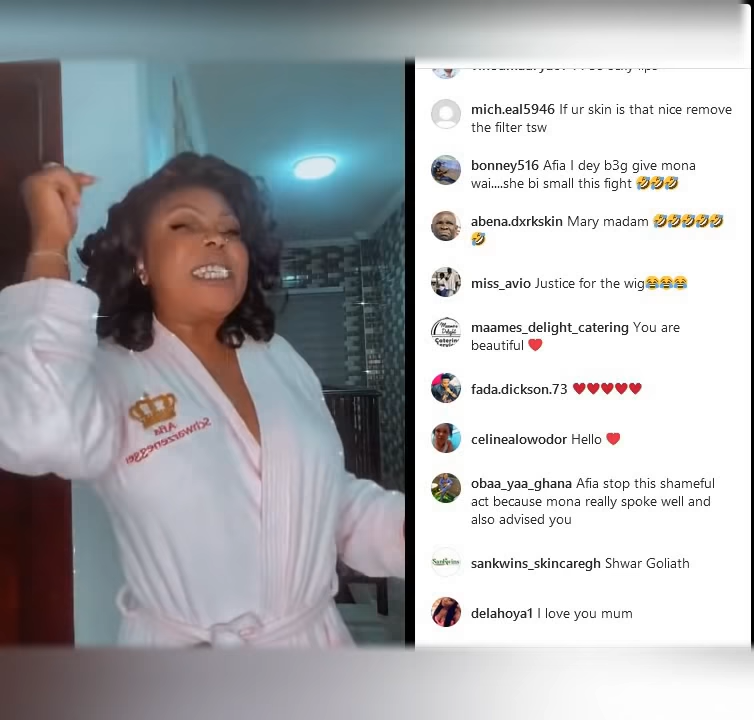 Afia
Schwarzenegger
mich.eal5946 If ur skin is that nice remove
the filter tsw
bonney516 Afia I dey b3g give mona
wai....she bi small this fight 🤣🤣🤣
abena.dxrkskin Mary madam 🤣🤣🤣🤣🤣
🤣
miss_avio Justice for the wig😂😂😂
maames_delight_catering You are
beautiful ❤️
fada.dickson.73 ♥️♥️♥️♥️♥️
celinealowodor Hello ❤️
obaa_yaa_ghana Afia stop this shameful
act because mona really spoke well and
also advised you
sankwins_skincaregh Shwar Goliath
delahoya1 I love you mum